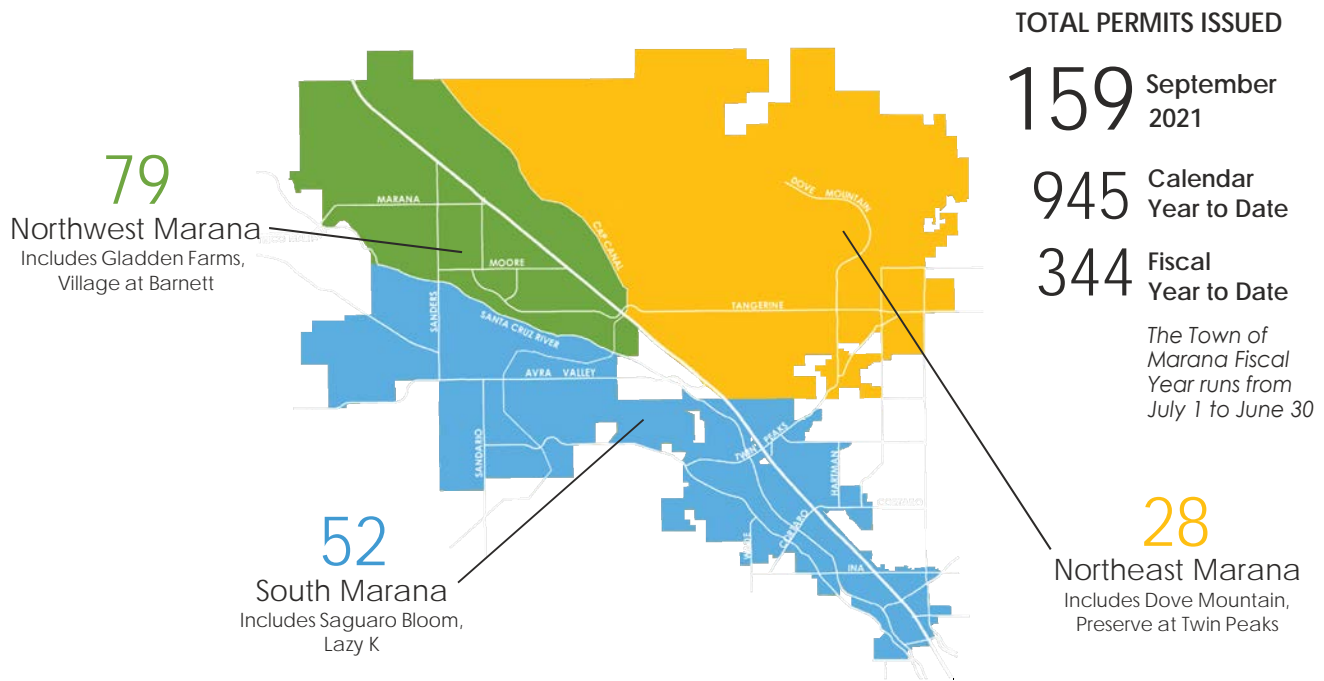 TOTAL PERMITS ISSUED
159 September
2021
945 Calendar
Year to Date
344 Fiscal
Year to Date
The Town of
Marana Fiscal
Year runs from
July 1 to June 30
79
Northwest Marana
Includes Gladden Farms,
Village at Barnett
52
South Marana
Includes Saguaro Bloom,
Lazy K
28
Northeast Marana
Includes Dove Mountain,
Preserve at Twin Peaks
DOVE MOUNTAIN
MARANA
CAP CANAL
MOORE
TANGERINE
SANDERS
SANTA CRUZ RIVER
AVRA VALLEY
SANDARIO
TWIN PEAKS
HARTMAN
CORTARO
WADE
INA